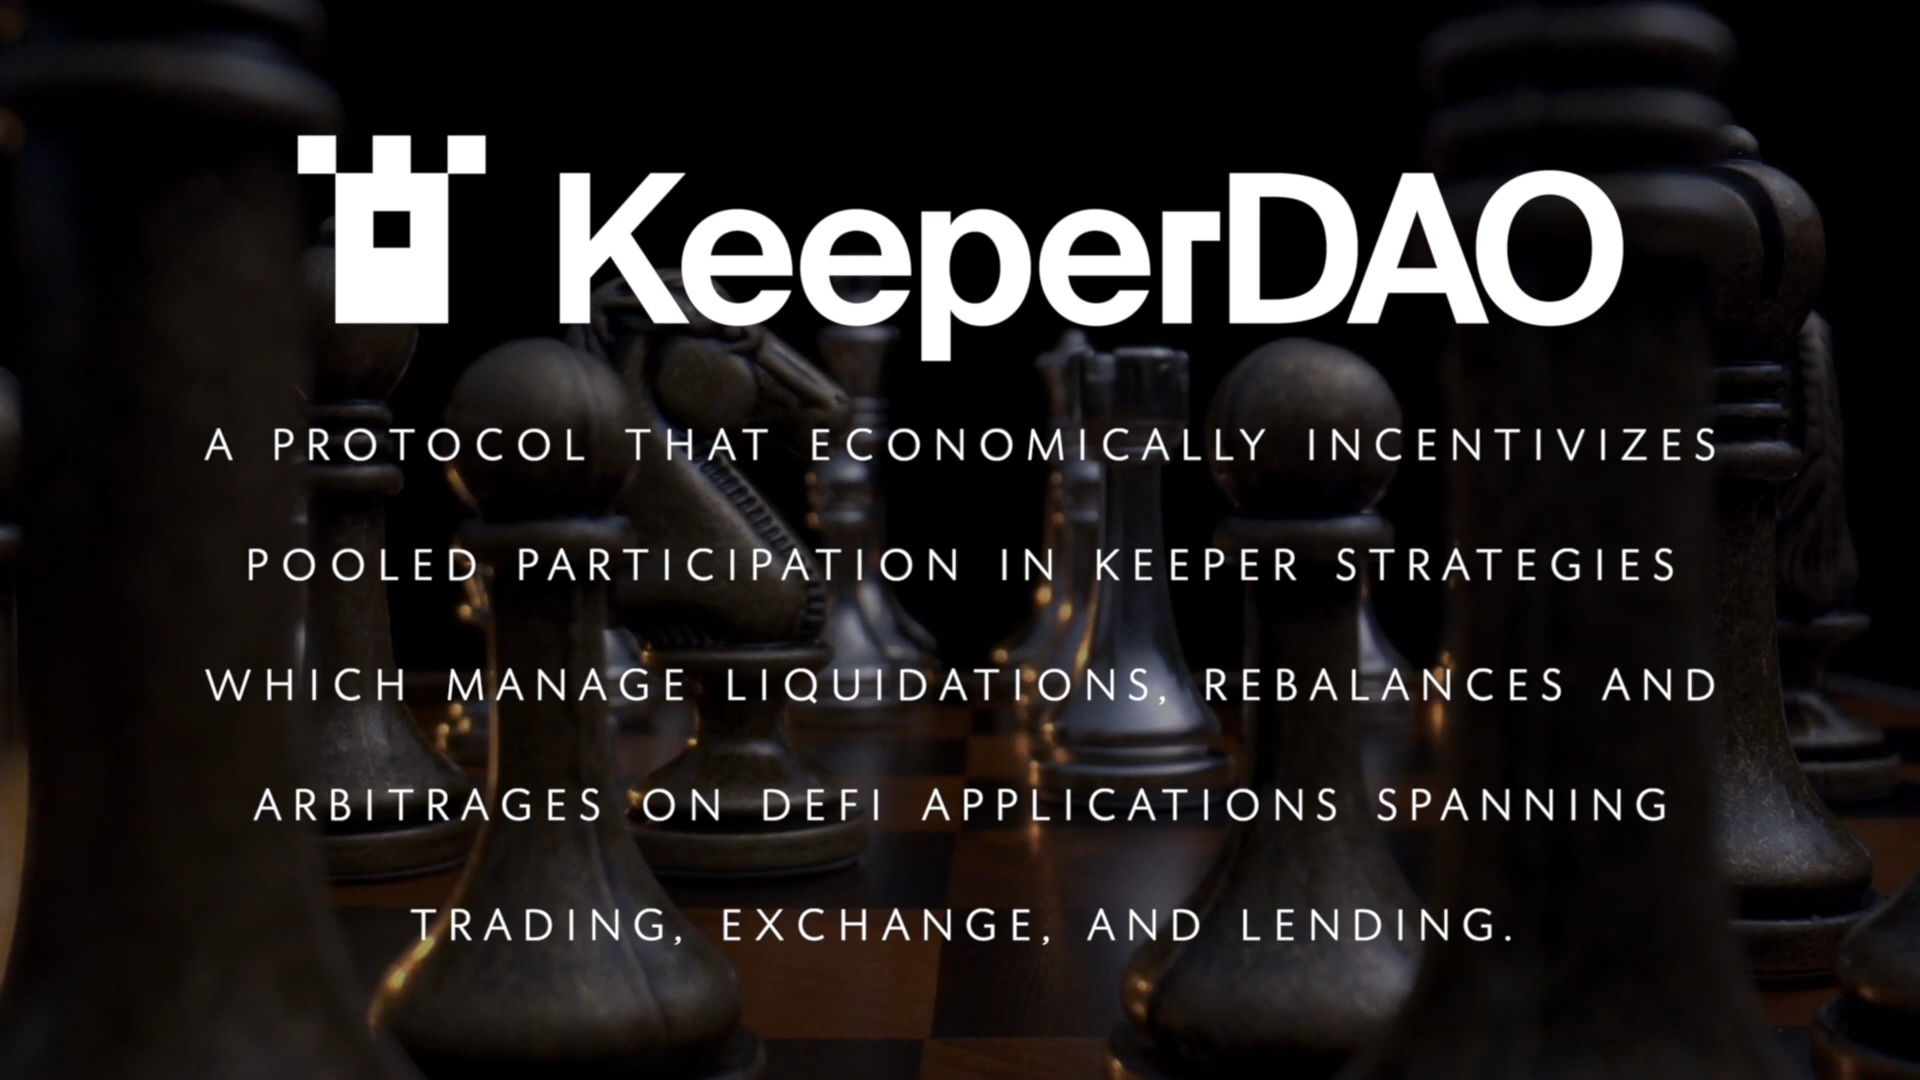 KeeperDAO
A PROTOCOL THAT ECONOMICALLY INCENTIVIZES
POOLED PARTICIPATION IN KEEPER STRATEGIES
WHICH MANAGE LIQUIDATIONS, REBALANCES AND
ARBITRAGES ON DEFI APPLICATIONS SPANNING
TRADING, EXCHANGE, AND LENDING.